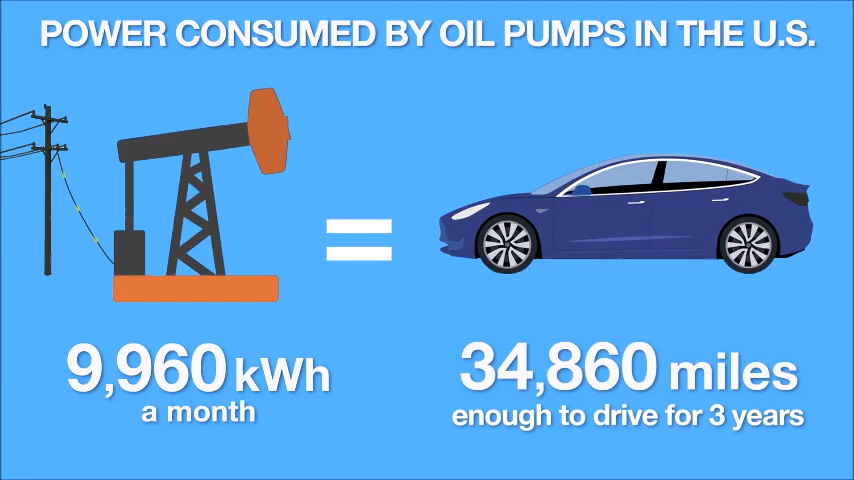 POWER CONSUMED BY OIL PUMPS IN THE U.S.
9,960 kWh
a month
34,860 miles
enough to drive for 3 years